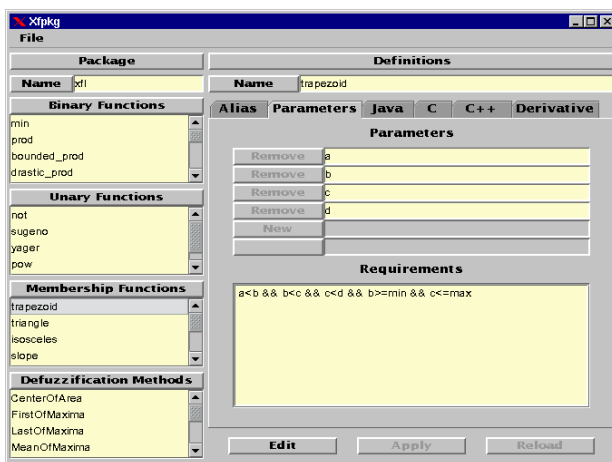 Xfpkg
File
Package
Name xfl
Binary Functions
min
prod
bounded_prod
drastic_prod
Unary Functions
not
sugeno
yager
pow
Membership Functions
trapezoid
triangle
isosceles
slope
Defuzzification Methods
CenterOfArea
FirstOfMaxima
LastOfMaxima
MeanOfMaxima
Definitions
Name trapezoid
Alias Parameters Java C C++ Derivative
Parameters
Remove a
Remove b
Remove c
Remove d
New
Requirements
a<b && b<c && c<d && b>=min && c<=max
Edit Apply Reload